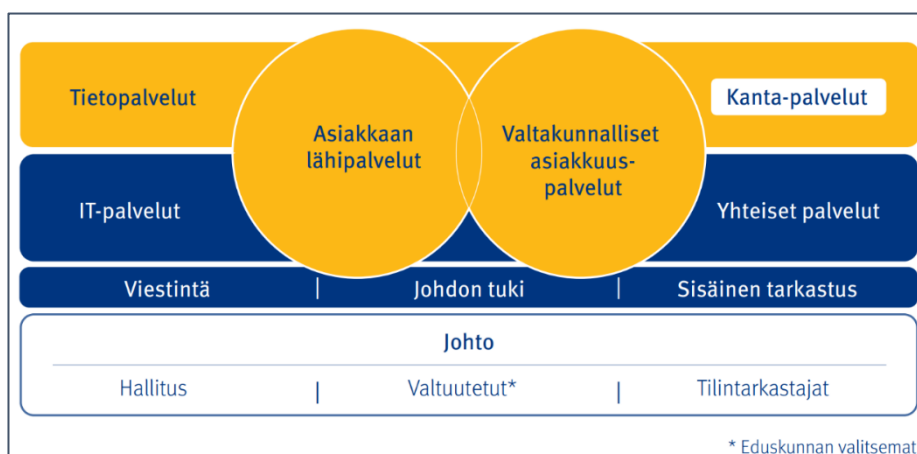 Tietopalvelut
Asiakkaan
lähipalvelut
Valtakunnalliset
asiakkuus-
palvelut
Kanta-palvelut
IT-palvelut
Yhteiset palvelut
Viestintä | Johdon tuki | Sisäinen tarkastus
Johto
Hallitus | Valtuutetut* | Tilintarkastajat
* Eduskunnan valitsemat